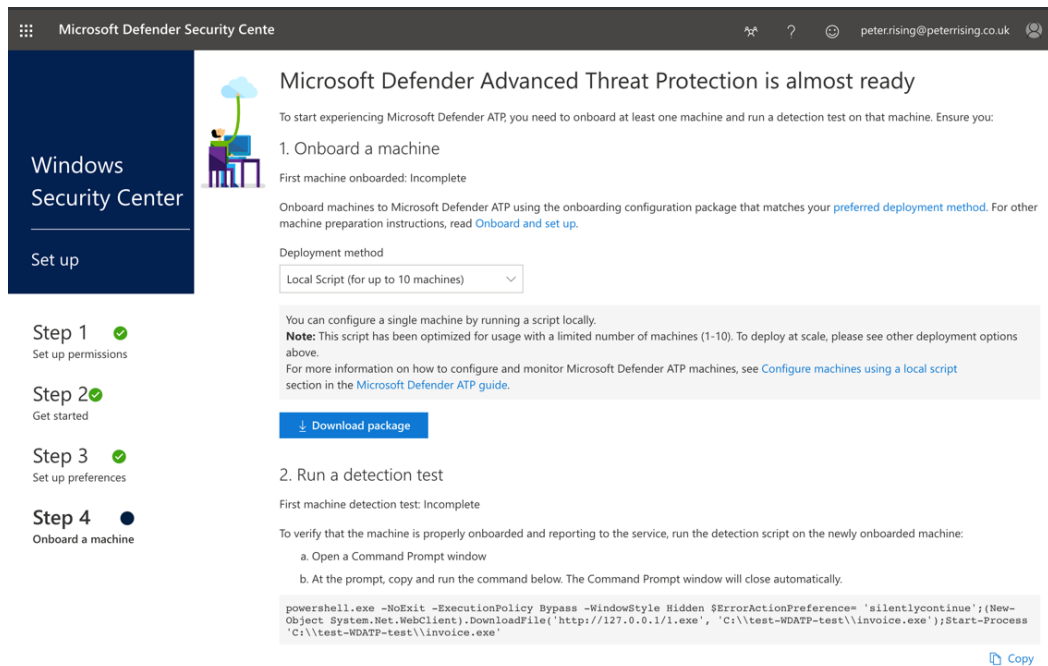 Microsoft Defender Security Cente
peter.rising@peterrising.co.uk
Windows
Security Center
Set up
Step 1
Set up permissions
Step 2
Get started
Step 3
Set up preferences
Step 4
Onboard a machine
Microsoft Defender Advanced Threat Protection is almost ready
To start experiencing Microsoft Defender ATP, you need to onboard at least one machine and run a detection test on that machine. Ensure you:
1. Onboard a machine
First machine onboarded: Incomplete
Onboard machines to Microsoft Defender ATP using the onboarding configuration package that matches your preferred deployment method. For other
machine preparation instructions, read Onboard and set up.
Deployment method
Local Script (for up to 10 machines)
You can configure a single machine by running a script locally.
Note: This script has been optimized for usage with a limited number of machines (1-10). To deploy at scale, please see other deployment options
above.
For more information on how to configure and monitor Microsoft Defender ATP machines, see Configure machines using a local script
section in the Microsoft Defender ATP guide.
Download package
2. Run a detection test
First machine detection test: Incomplete
To verify that the machine is properly onboarded and reporting to the service, run the detection script on the newly onboarded machine:
a. Open a Command Prompt window
b. At the prompt, copy and run the command below. The Command Prompt window will close automatically.
powershell.exe -NoExit -ExecutionPolicy Bypass -WindowStyle Hidden $ErrorActionPreference= 'silentlycontinue';(New-
Object System.Net.WebClient).DownloadFile('http://127.0.0.1/1.exe', 'C:\\test-WDATP-test\\invoice.exe');Start-Process
'C:\\test-WDATP-test\\invoice.exe'
Copy